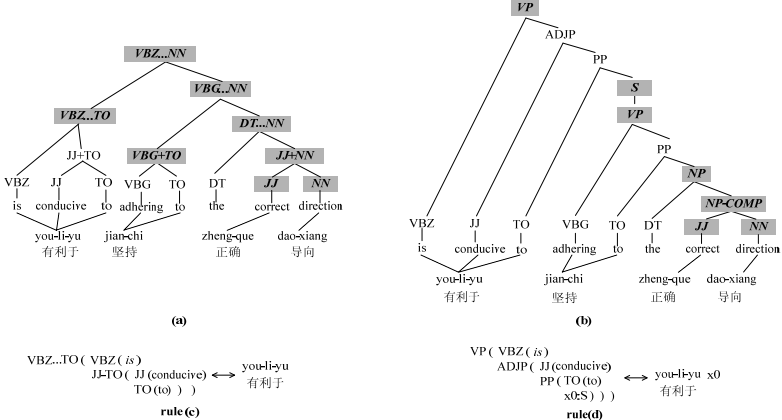 VBZ...NN
VBG...NN
VBZ...TO
DT...NN
JJ+TO
VBG+TO
JJ+NN
VBZ JJ TO VBG TO DT JJ NN
is conducive to adhering to the correct direction
you-li-yu jian-chi zheng-que dao-xiang
有利于 坚持 正确 导向
(a)
VP
ADJP
PP
S
VP
PP
NP
NP-COMP
VBZ JJ TO VBG TO DT JJ NN
is conducive to adhering to the correct direction
you-li-yu jian-chi zheng-que dao-xiang
有利于 坚持 正确 导向
(b)
VBZ...TO ( VBZ ( is )
JJ-TO ( JJ (conducive)
TO (to) ) )
you-li-yu
有利于
rule (c)
VP ( VBZ ( is )
ADJP ( JJ (conducive)
PP ( TO (to)
x0:S ) ) )
you-li-yu x0
有利于
rule(d)